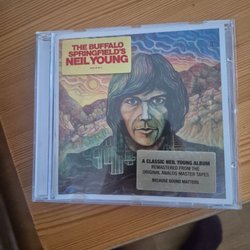 THE BUFFALO
SPRINGFIELD'S
NEIL YOUNG
A CLASSIC NEIL YOUNG ALBUM
REMASTERED FROM THE
ORIGINAL ANALOG MASTER TAPES
BECAUSE SOUND MATTERS